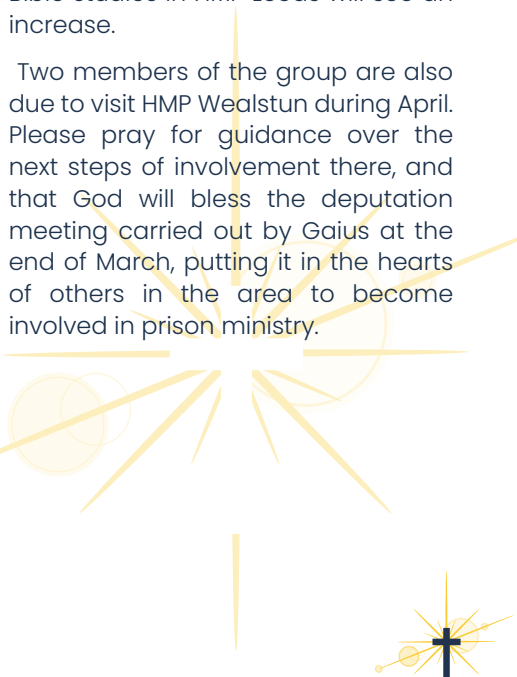 increase.
Two members of the group are also
due to visit HMP Wealstun during April.
Please pray for guidance over the
next steps of involvement there, and
that God will bless the deputation
meeting carried out by Gaius at the
end of March, putting it in the hearts
of others in the area to become
involved in prison ministry.